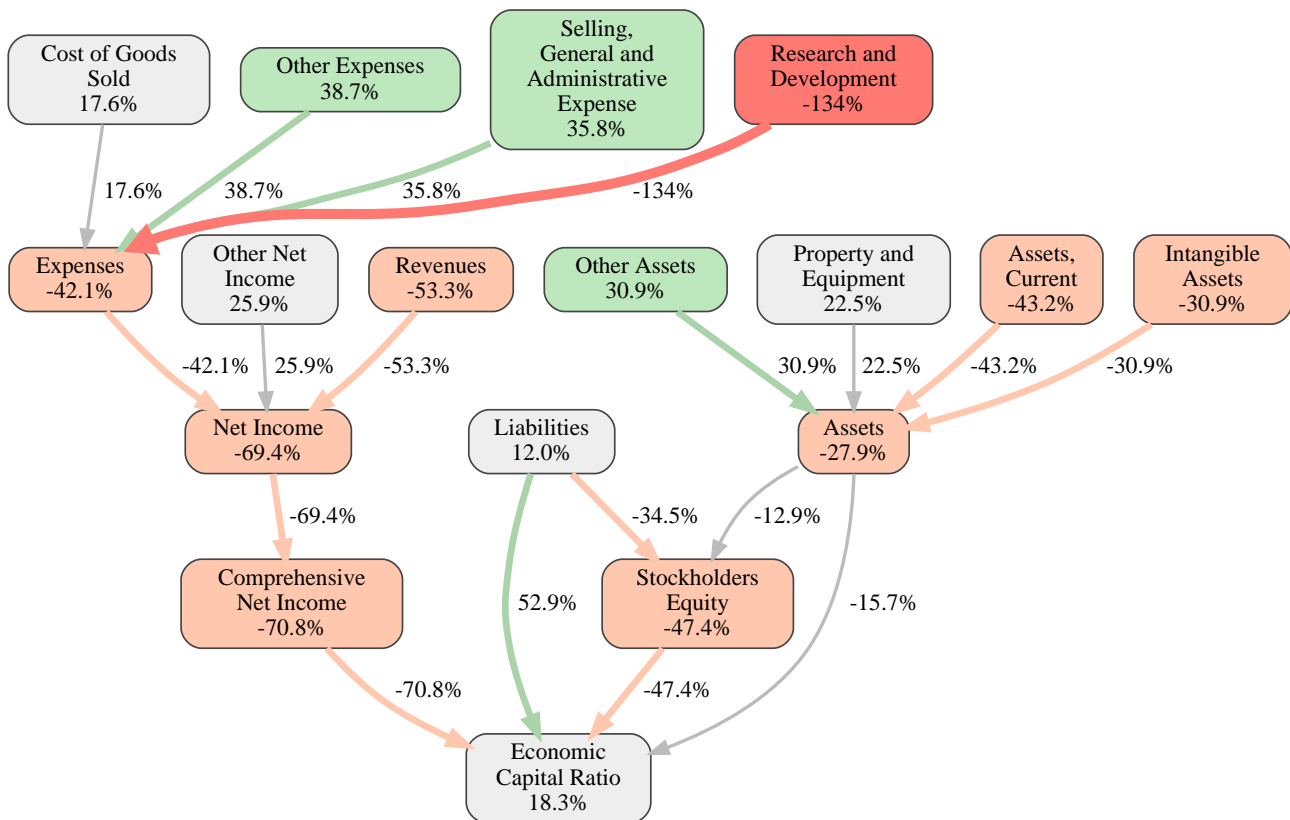 Cost of Goods
Sold
17.6%
Other Expenses
38.7%
Selling,
General and
Administrative
Expense
35.8%
Research and
Development
-134%
17.6%
38.7%
35.8%
-134%
Expenses
-42.1%
Other Net
Income
25.9%
Revenues
-53.3%
Other Assets
30.9%
Property and
Equipment
22.5%
Assets,
Current
-43.2%
Intangible
Assets
-30.9%
-42.1%
25.9%
-53.3%
30.9%
22.5%
-43.2%
-30.9%
Net Income
-69.4%
Liabilities
12.0%
Assets
-27.9%
-69.4%
-34.5%
-12.9%
Comprehensive
Net Income
-70.8%
52.9%
Stockholders
Equity
-47.4%
-15.7%
-70.8%
-47.4%
Economic
Capital Ratio
18.3%